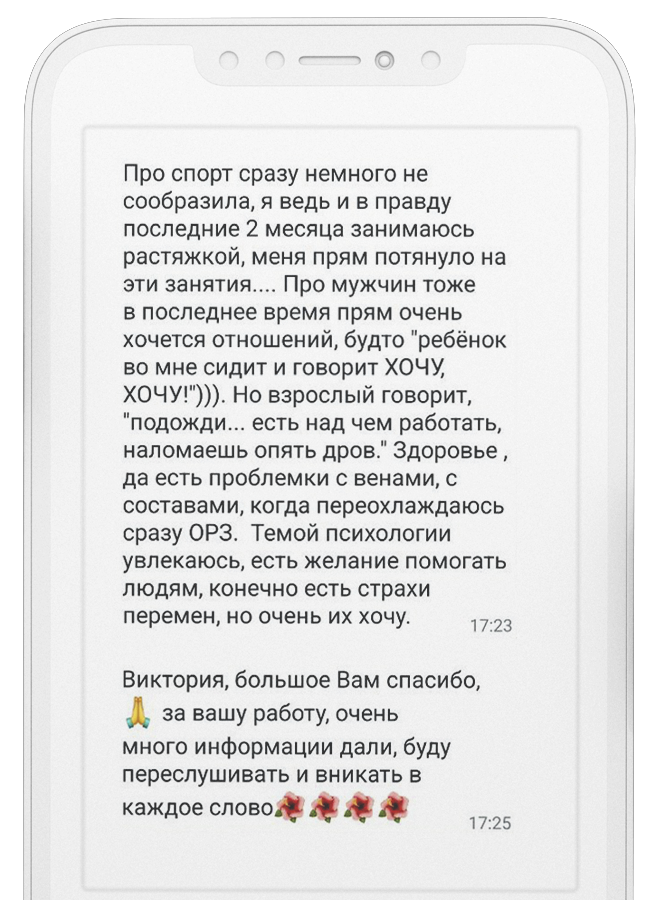 Про спорт сразу немного не
сообразила, я ведь и в правду
последние 2 месяца занимаюсь
растяжкой, меня прям потянуло на
эти занятия.... Про мужчин тоже
в последнее время прям очень
хочется отношений, будто "ребёнок
во мне сидит и говорит ХОЧУ,
ХОЧУ!"))). Но взрослый говорит,
"подожди... есть над чем работать,
наломаешь опять дров." Здоровье ,
да есть проблемки с венами, с
составами, когда переохлаждаюсь
сразу ОРЗ.  Темой психологии
увлекаюсь, есть желание помогать
людям, конечно есть страхи
перемен, но очень их хочу.
17:23
Виктория, большое Вам спасибо,
🙏 за вашу работу, очень
много информации дали, буду
переслушивать и вникать в
каждое слово🌺🌺🌺🌺
17:25